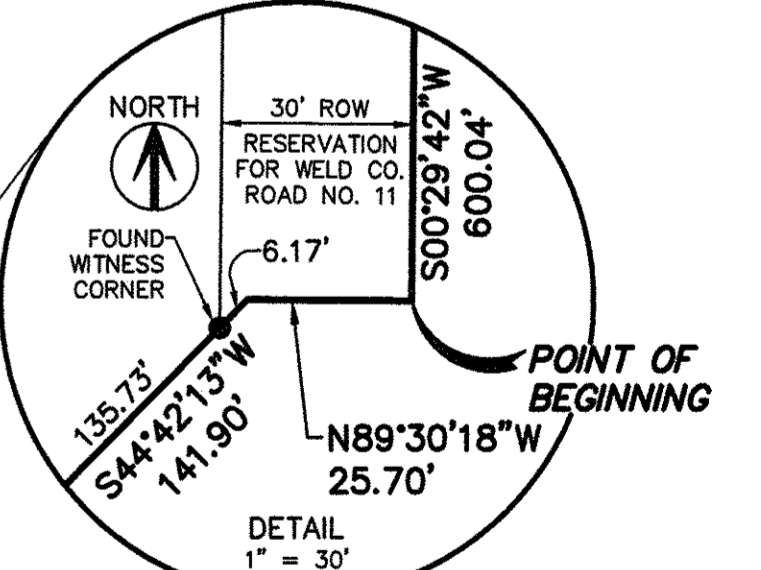 NORTH
30' ROW
RESERVATION
FOR WELD CO.
ROAD NO. 11
S00°29'42"W
600.04'
FOUND
WITNESS
CORNER
6.17'
135.73'
S44°42'13"W
141.90'
N89°30'18"W
25.70'
POINT OF
BEGINNING
DETAIL
1" = 30'